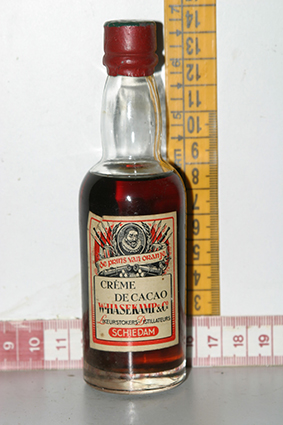 DE PRINS VAN ORANJE
CRÈME
DE CACAO
W. HASEKAMP & Co
LIKEURSTOKERS DISTILLATEURS
SCHIEDAM
14
13
12
11
10
9
8
7
6
5
4
3
9 10 11
17 18 19